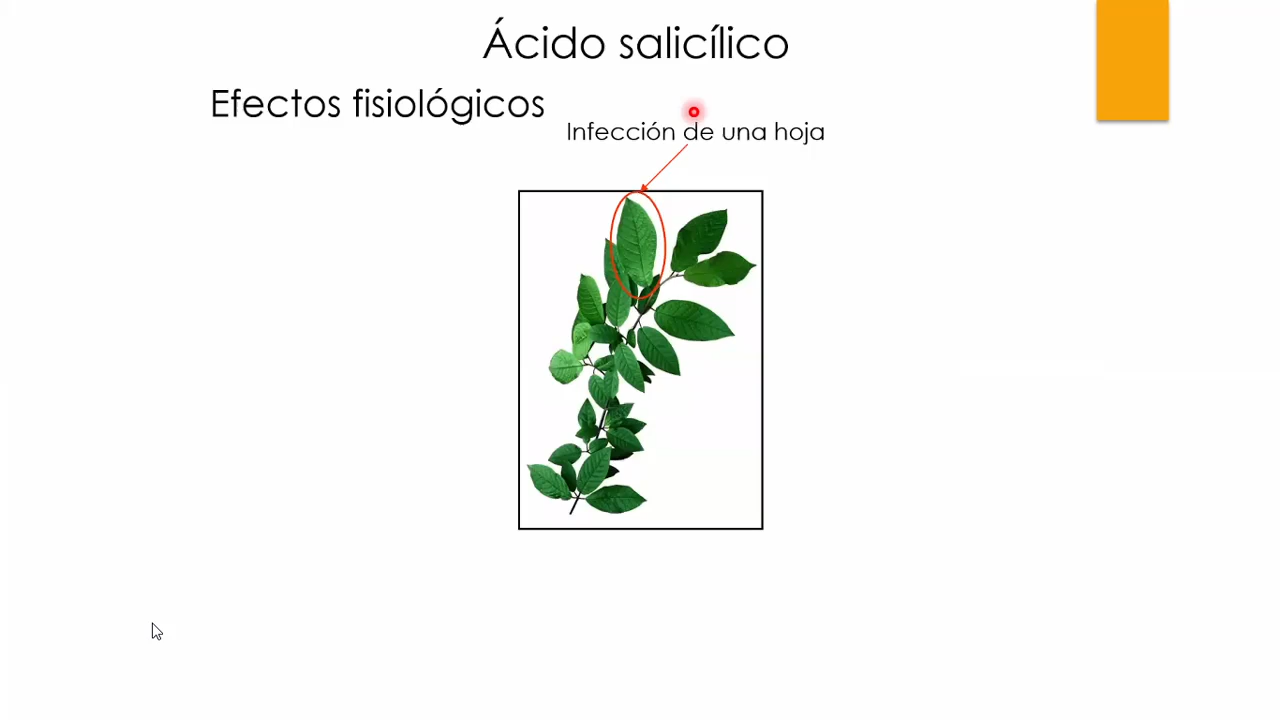 Ácido salicílico
Efectos fisiológicos
Infección de una hoja